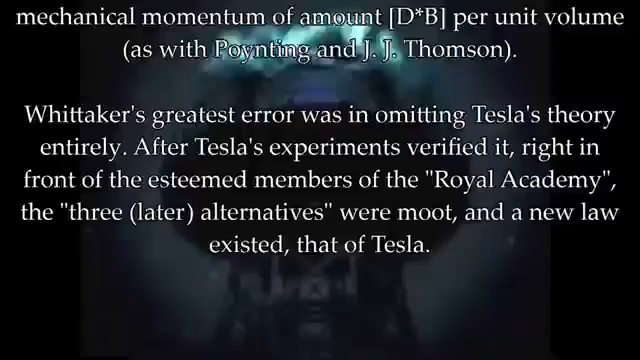 mechanical momentum of amount [D*B] per unit volume
(as with Poynting and J. J. Thomson).
Whittaker's greatest error was in omitting Tesla's theory
entirely. After Tesla's experiments verified it, right in
front of the esteemed members of the "Royal Academy",
the "three (later) alternatives" were moot, and a new law
existed, that of Tesla.